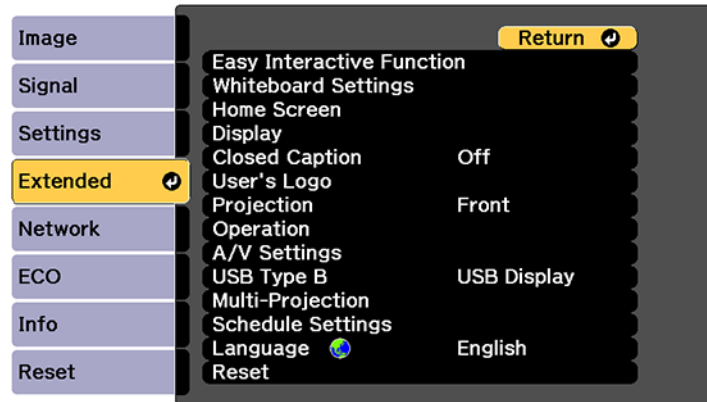 Image
Signal
Settings
Extended
Network
ECO
Info
Reset
Return
Easy Interactive Function
Whiteboard Settings
Home Screen
Display
Closed Caption Off
User's Logo
Projection Front
Operation
A/V Settings
USB Type B USB Display
Multi-Projection
Schedule Settings
Language English
Reset